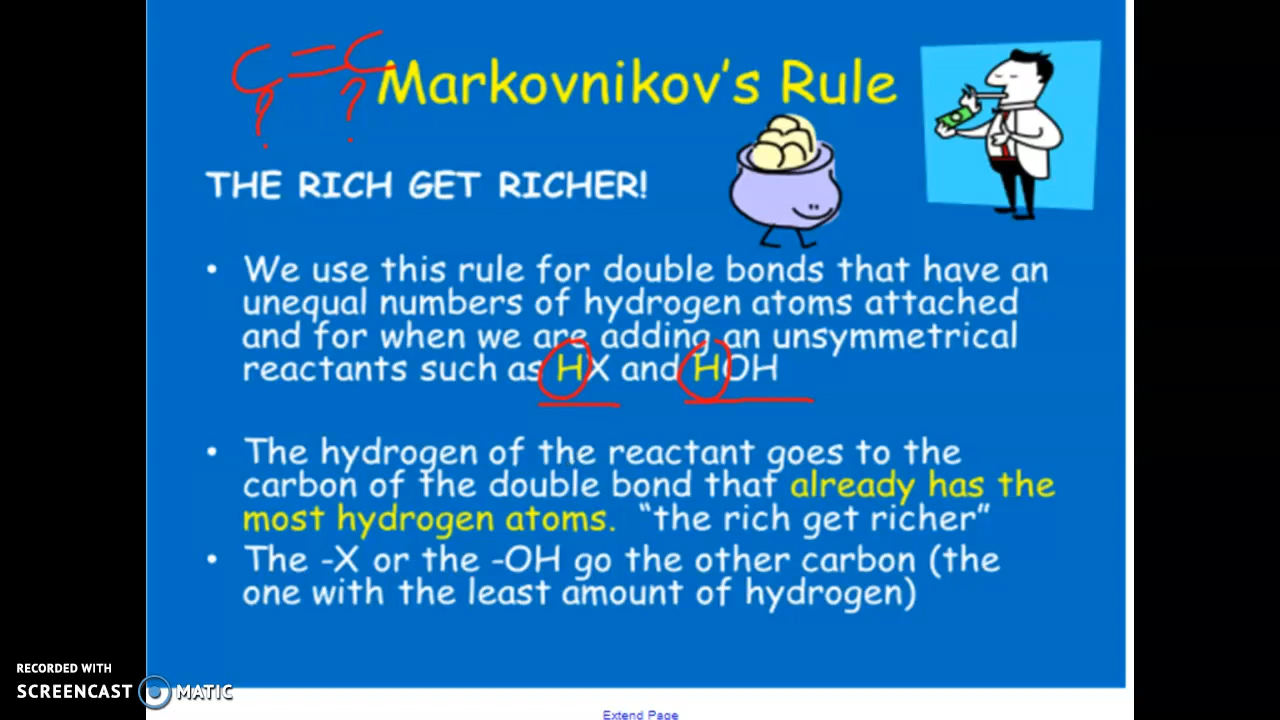 C = C
? ?
Markovnikov's Rule
THE RICH GET RICHER!
• We use this rule for double bonds that have an
unequal numbers of hydrogen atoms attached
and for when we are adding an unsymmetrical
reactants such as HX and HOH
• The hydrogen of the reactant goes to the
carbon of the double bond that already has the
most hydrogen atoms. “the rich get richer”
• The -X or the -OH go the other carbon (the
one with the least amount of hydrogen)
RECORDED WITH
SCREENCAST MATIC
Extend Page